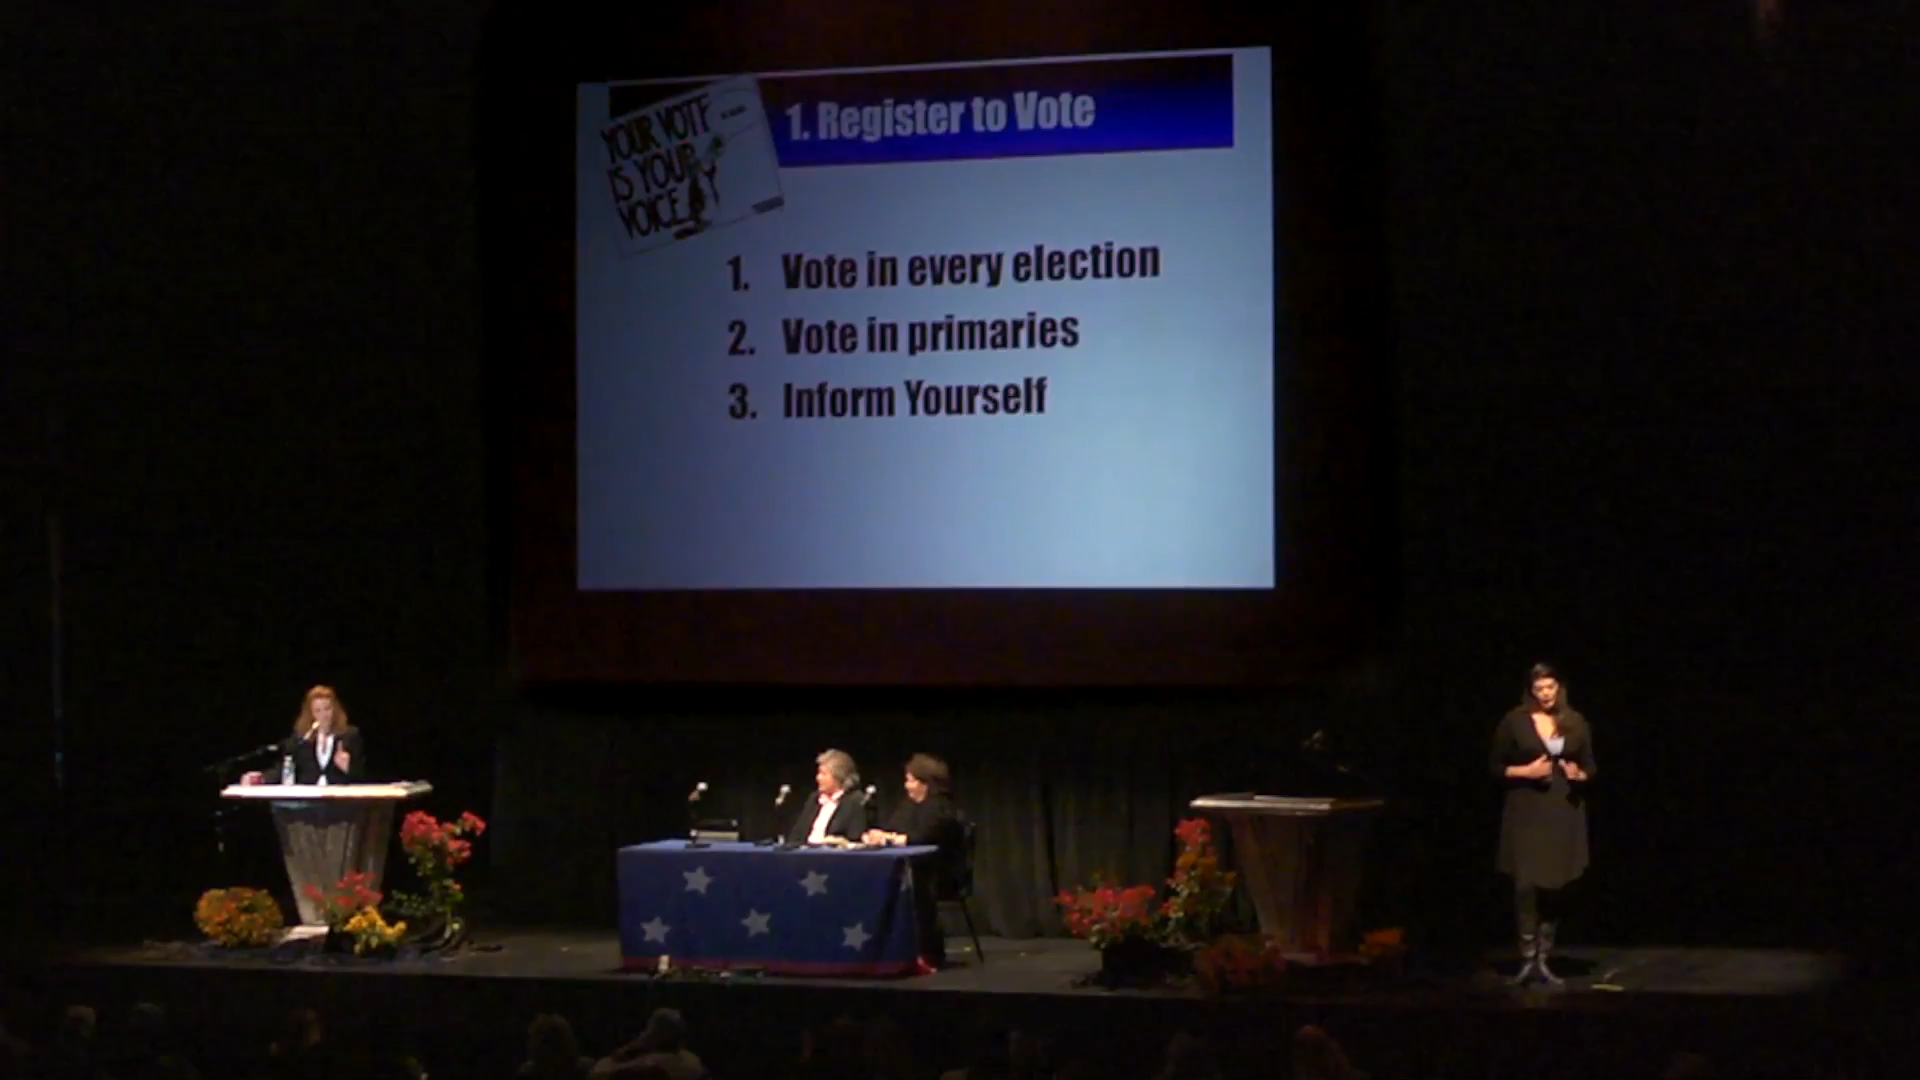 YOUR VOTE
IS YOUR
VOICE
1. Register to Vote
1. Vote in every election
2. Vote in primaries
3. Inform Yourself